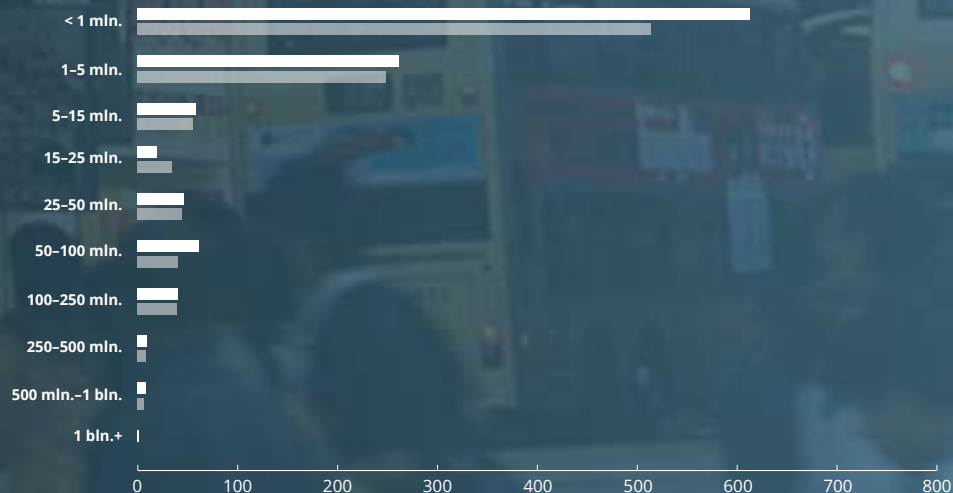 < 1 mln.
1–5 mln.
5–15 mln.
15–25 mln.
25–50 mln.
50–100 mln.
100–250 mln.
250–500 mln.
500 mln.–1 bln.
1 bln.+
0 100 200 300 400 500 600 700 800